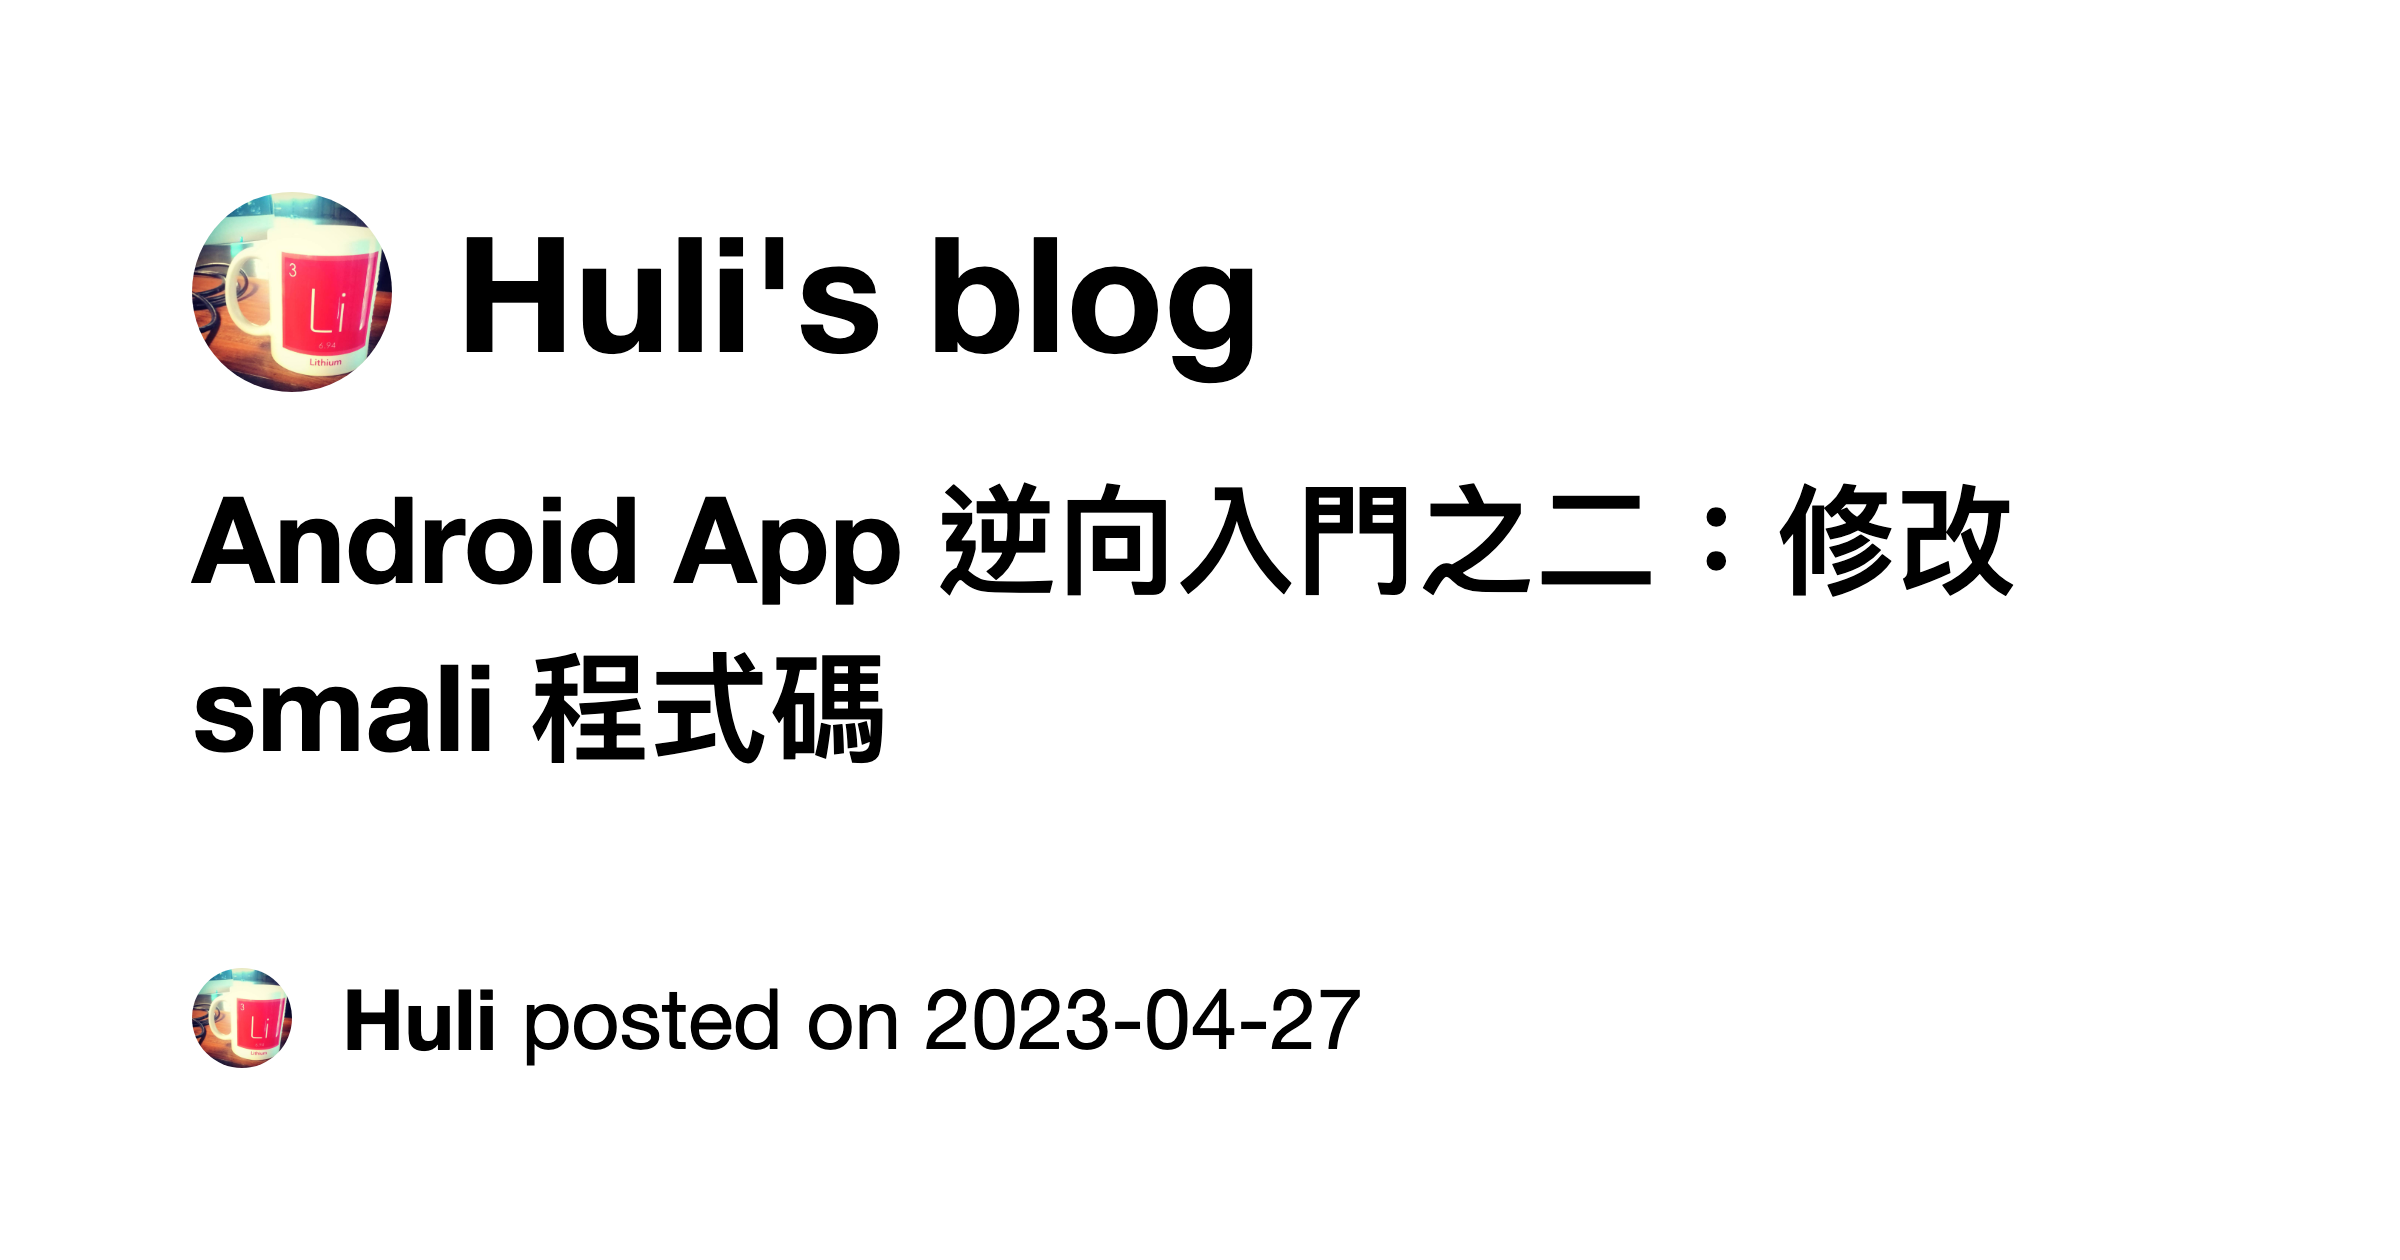 3
Li
6.94
Lithium
Huli's blog
Android App 逆向入門之二：修改
smali 程式碼
3
Li
Lithium
Huli posted on 2023-04-27